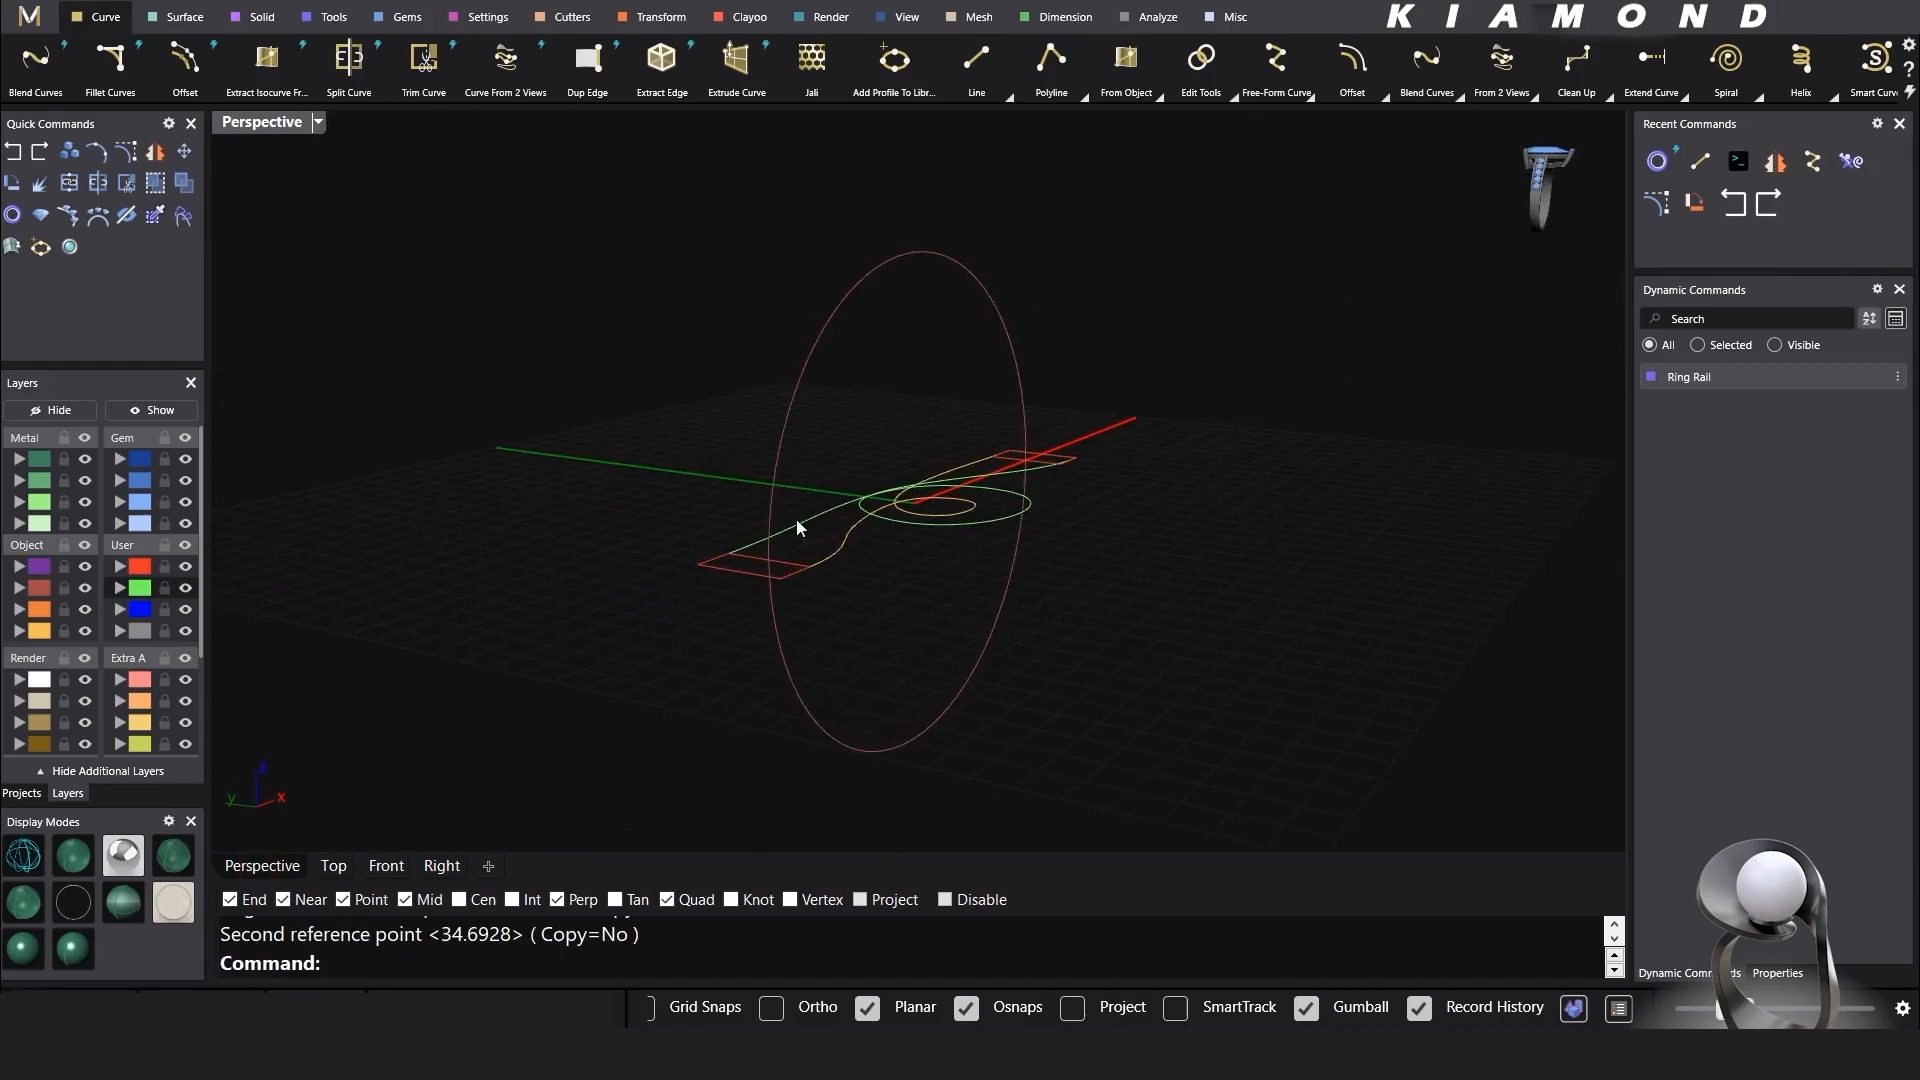 M Curve Surface Solid Tools Gems Settings Cutters Transform Clayoo Render View Mesh Dimension Analyze Misc KIAMOND
Blend Curves Fillet Curves Offset Extract Isocurve Fr... Split Curve Trim Curve Curve From 2 Views Dup Edge Extract Edge Extrude Curve Jali Add Profile To Libr... Line Polyline From Object Edit Tools Free-Form Curve Offset Blend Curves From 2 Views Clean Up Extend Curve Spiral Helix Smart Curv
Quick Commands
Perspective
Recent Commands
Dynamic Commands
Search
All Selected Visible
Ring Rail
Layers
Hide Show
Metal Gem
Object User
Render Extra A
Hide Additional Layers
Projects Layers
Display Modes
z
y x
Perspective Top Front Right +
End Near Point Mid Cen Int Perp Tan Quad Knot Vertex Project Disable
Second reference point <34.6928> ( Copy=No )
Command:
Dynamic Comm ds Properties
Grid Snaps Ortho Planar Osnaps Project SmartTrack Gumball Record History